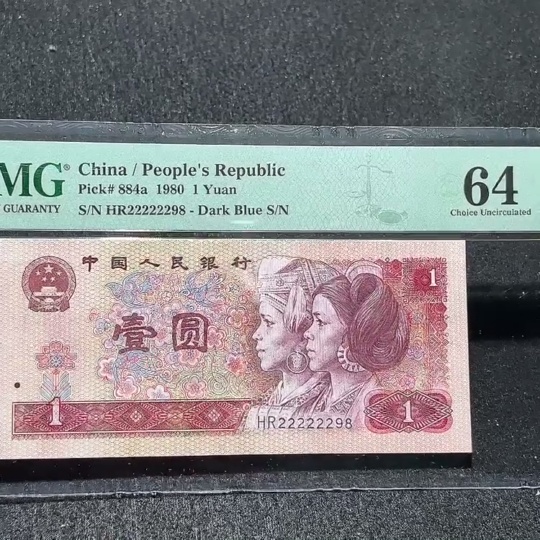 MG®
GUARANTY
China / People's Republic
Pick# 884a 1980 1 Yuan
S/N HR22222298 - Dark Blue S/N
64
Choice Uncirculated
中国人民银行
1
壹圆
1
HR22222298
1